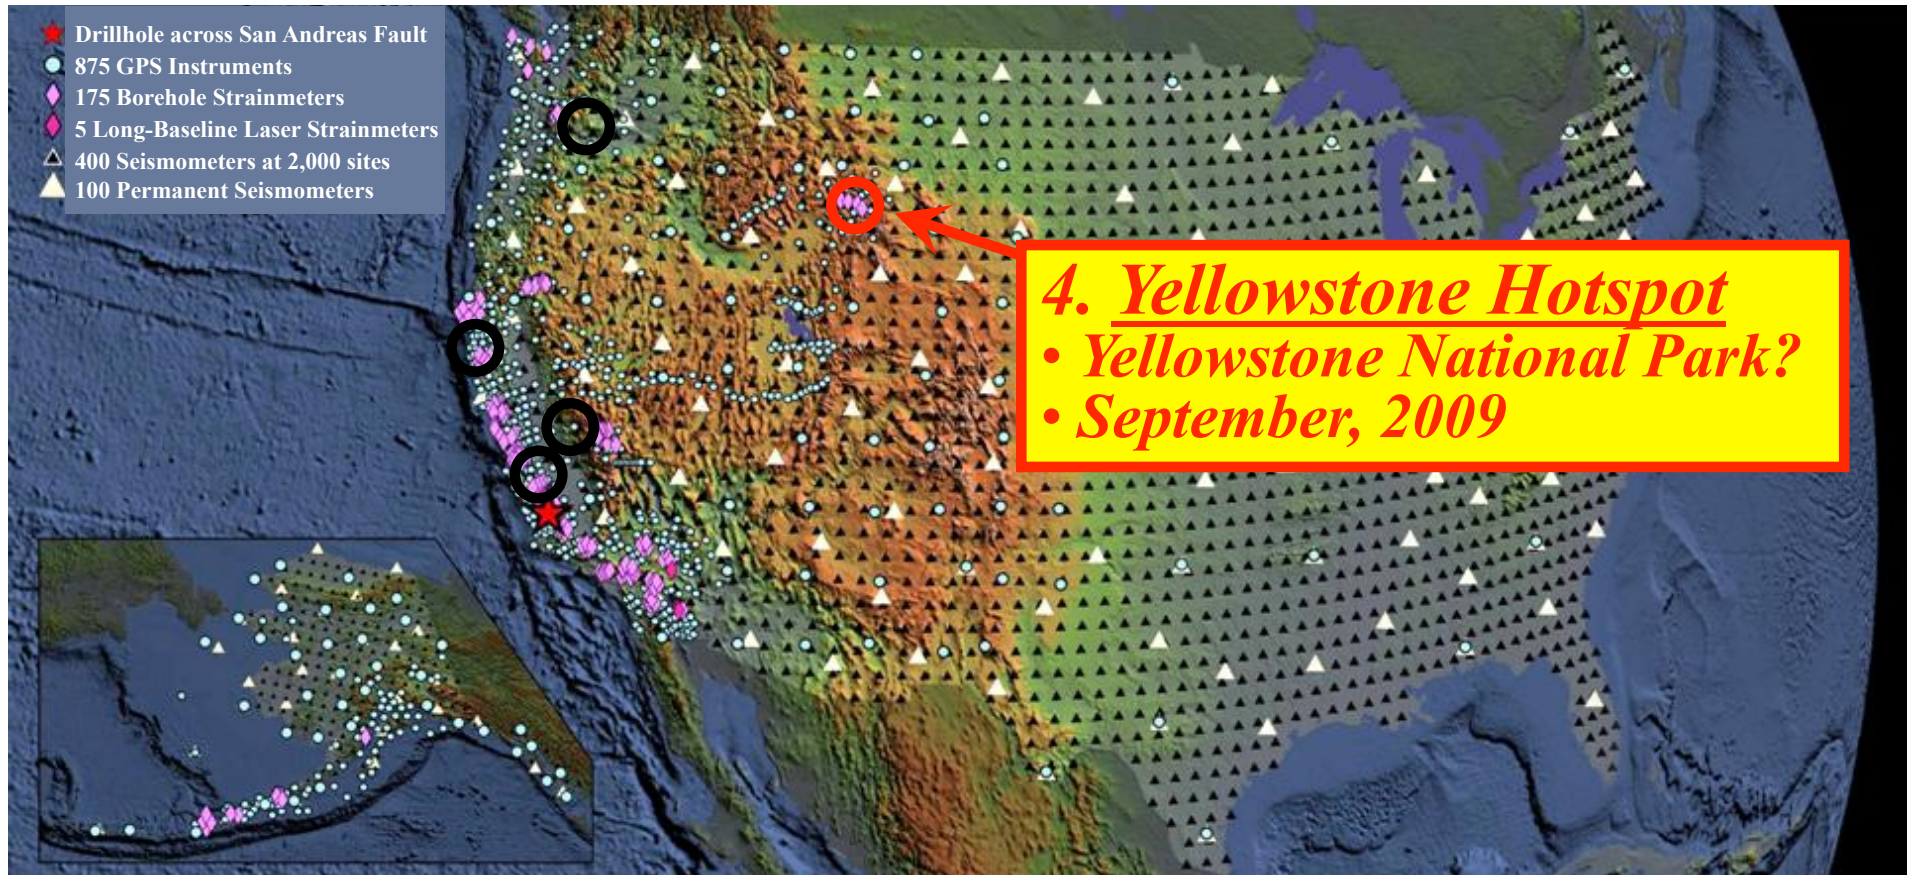 Drillhole across San Andreas Fault
875 GPS Instruments
175 Borehole Strainmeters
5 Long-Baseline Laser Strainmeters
400 Seismometers at 2,000 sites
100 Permanent Seismometers
4. Yellowstone Hotspot
• Yellowstone National Park?
• September, 2009